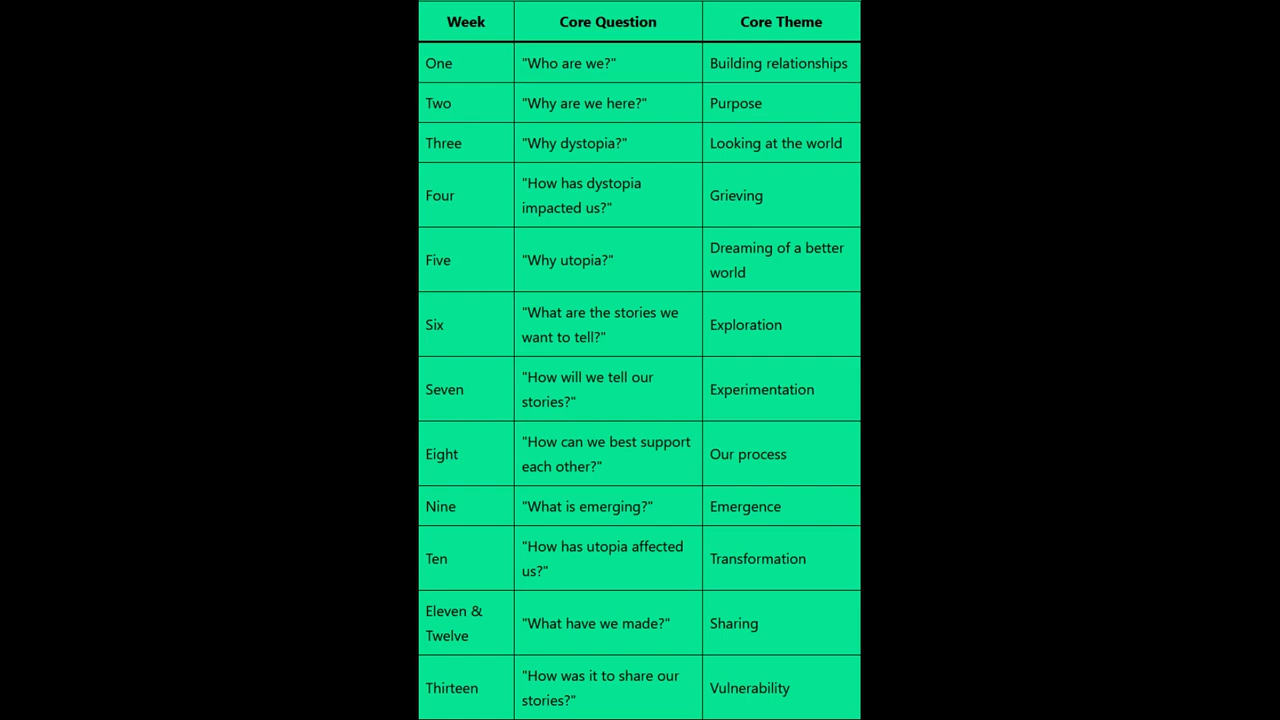 Week Core Question Core Theme
One "Who are we?" Building relationships
Two "Why are we here?" Purpose
Three "Why dystopia?" Looking at the world
Four "How has dystopia
impacted us?" Grieving
Five "Why utopia?" Dreaming of a better
world
Six "What are the stories we
want to tell?" Exploration
Seven "How will we tell our
stories?" Experimentation
Eight "How can we best support
each other?" Our process
Nine "What is emerging?" Emergence
Ten "How has utopia affected
us?" Transformation
Eleven &
Twelve "What have we made?" Sharing
Thirteen "How was it to share our
stories?" Vulnerability